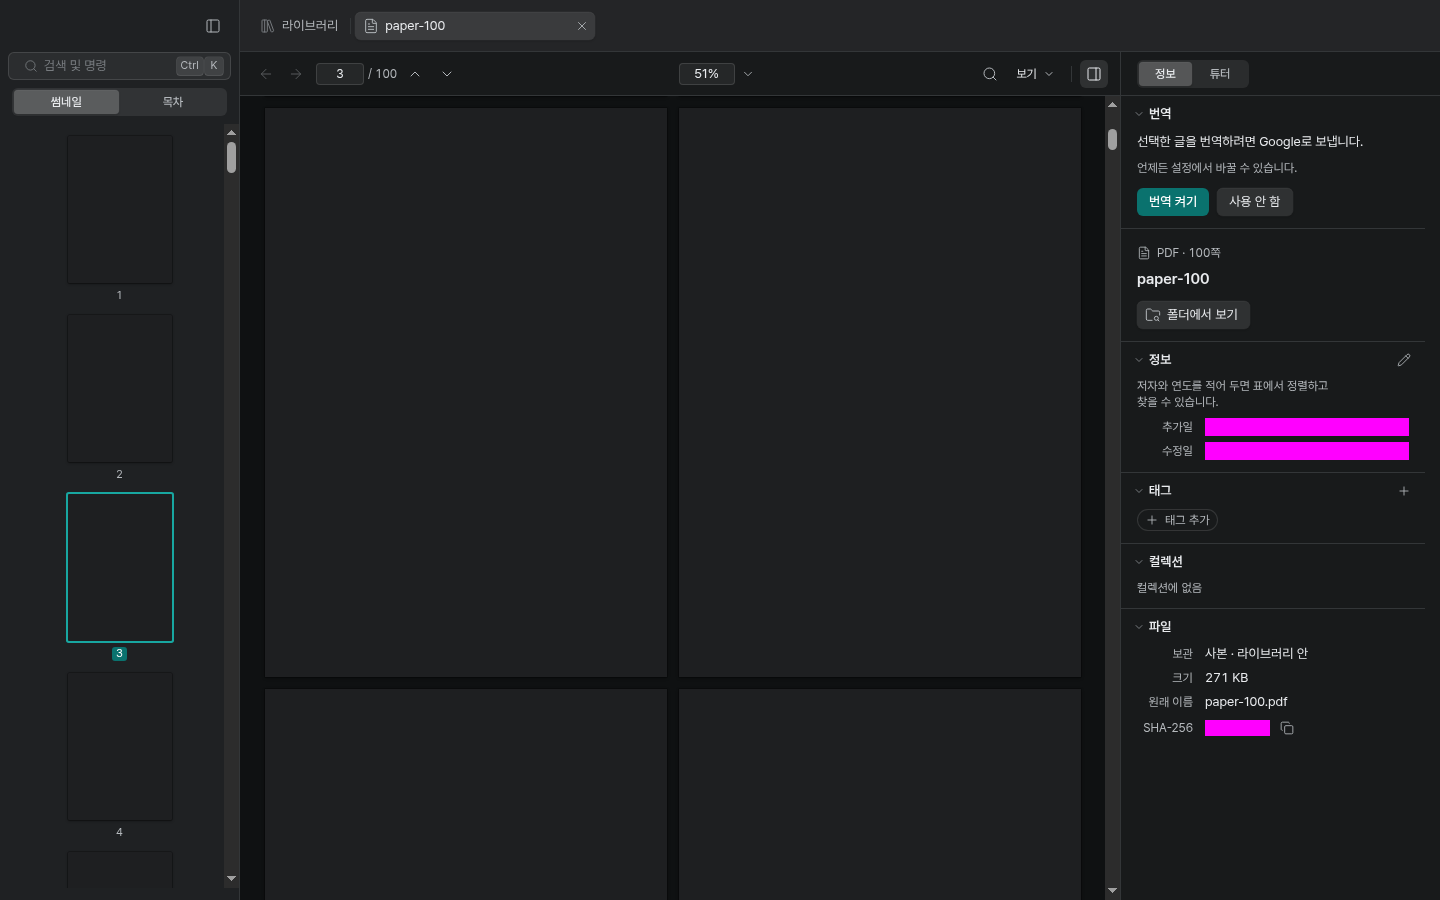 라이브러리
paper-100
검색 및 명령
Ctrl
K
썸네일
목차
1
2
3
4
3
/ 100
51%
보기
정보
튜터
번역
선택한 글을 번역하려면 Google로 보냅니다.
언제든 설정에서 바꿀 수 있습니다.
번역 켜기
사용 안 함
PDF · 100쪽
paper-100
폴더에서 보기
정보
저자와 연도를 적어 두면 표에서 정렬하고
찾을 수 있습니다.
추가일
수정일
태그
태그 추가
컬렉션
컬렉션에 없음
파일
보관 사본 · 라이브러리 안
크기 271 KB
원래 이름 paper-100.pdf
SHA-256